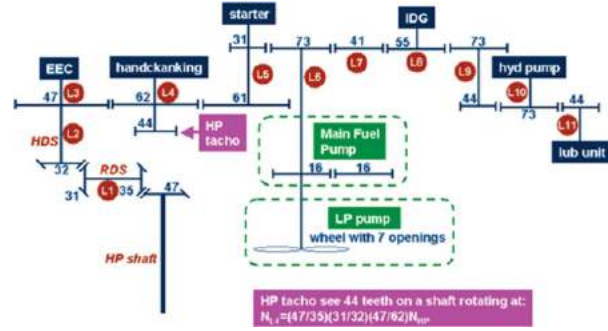 starter
IDG
31
73
41
55
73
EEC
handckanking
L5
L6
L7
L8
L9
hyd pump
L3
L4
L10
47
62
61
44
73
44
L2
HDS
44
HP
tacho
L11
Main Fuel
Pump
lub unit
32
RDS
16
16
31
L1
35
47
LP pump
wheel with 7 openings
HP shaft
HP tacho see 44 teeth on a shaft rotating at:
N_L4=(47/35)(31/32)(47/62)N_HP